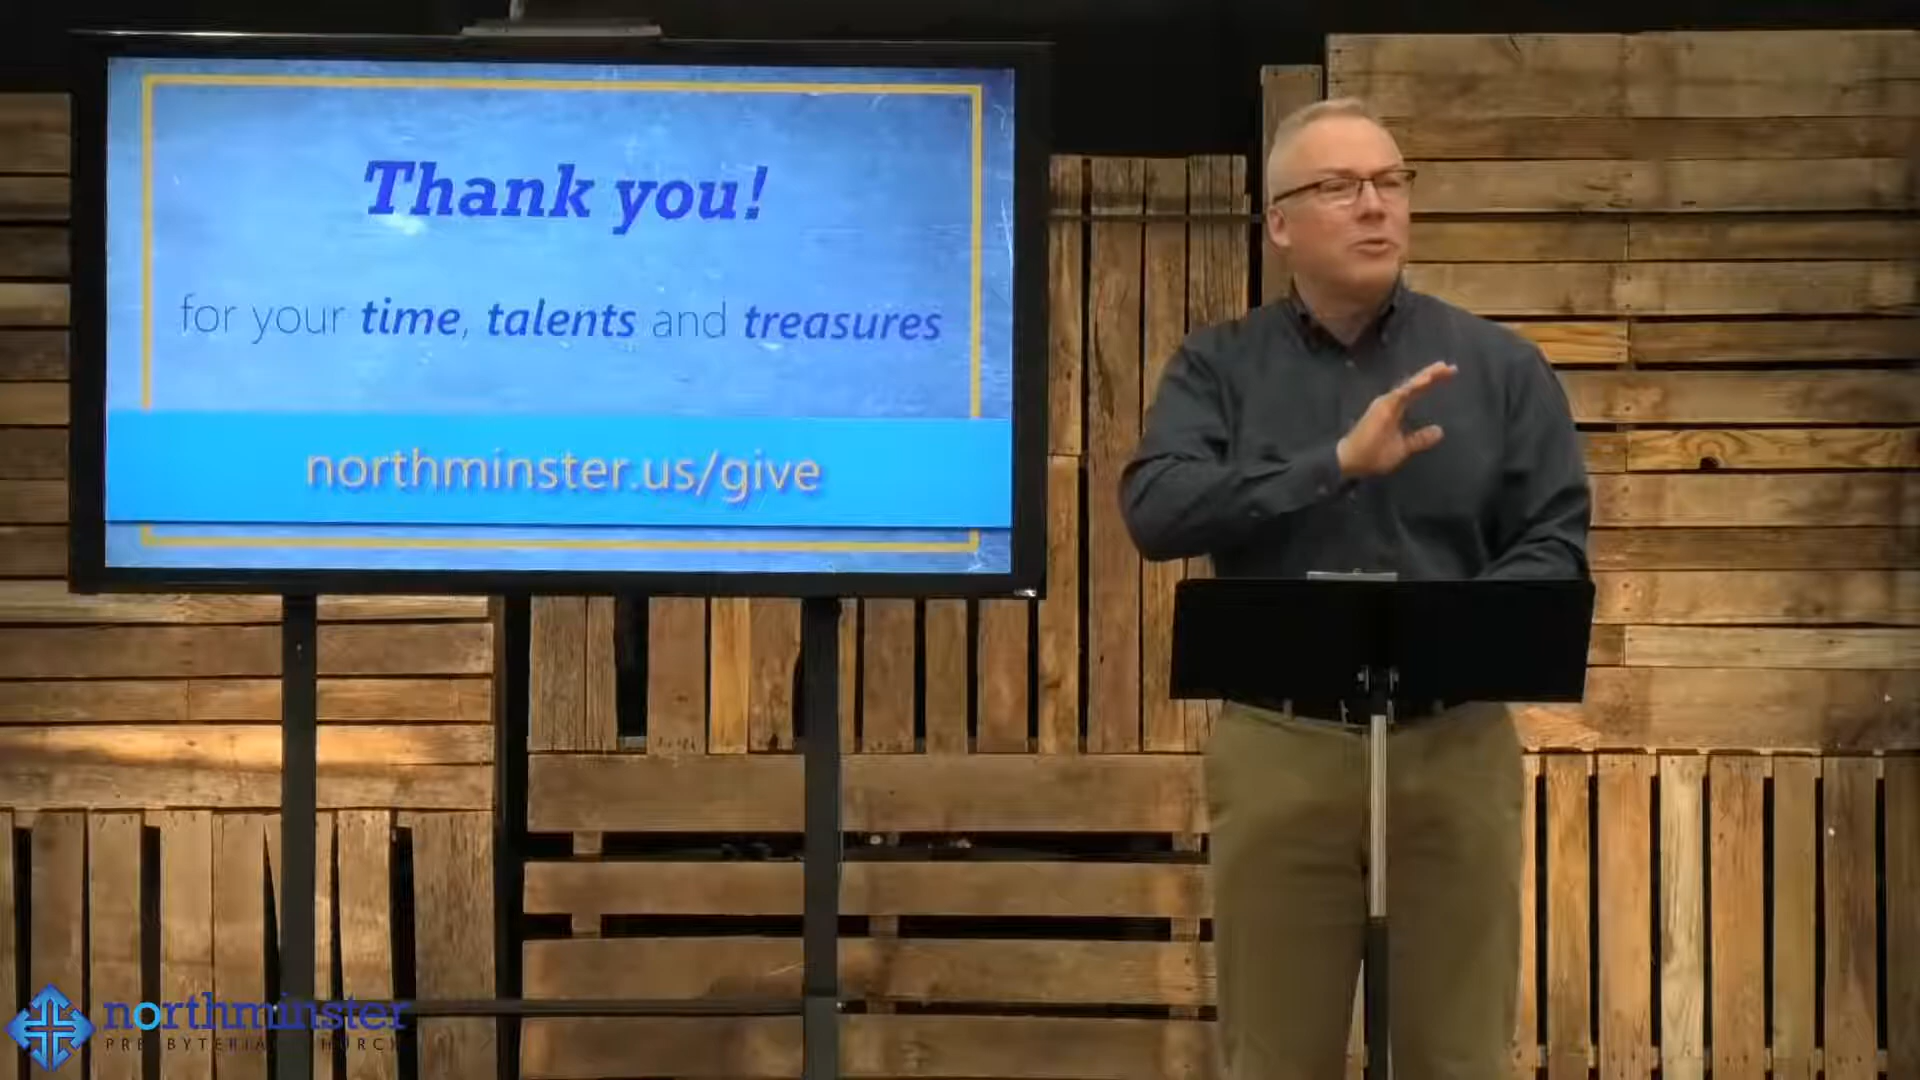 Thank you!
for your time, talents and treasures
northminster.us/give
northminster
PRESBYTERIAN CHURCH